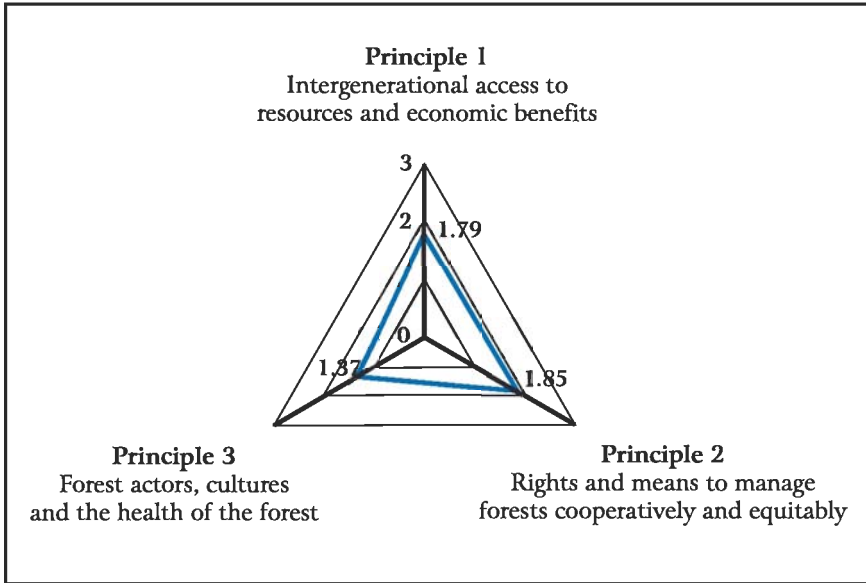 Principle 1
Intergenerational access to
resources and economic benefits
3
2
1.79
0
1.37
1.85
Principle 3
Forest actors, cultures
and the health of the forest
Principle 2
Rights and means to manage
forests cooperatively and equitably